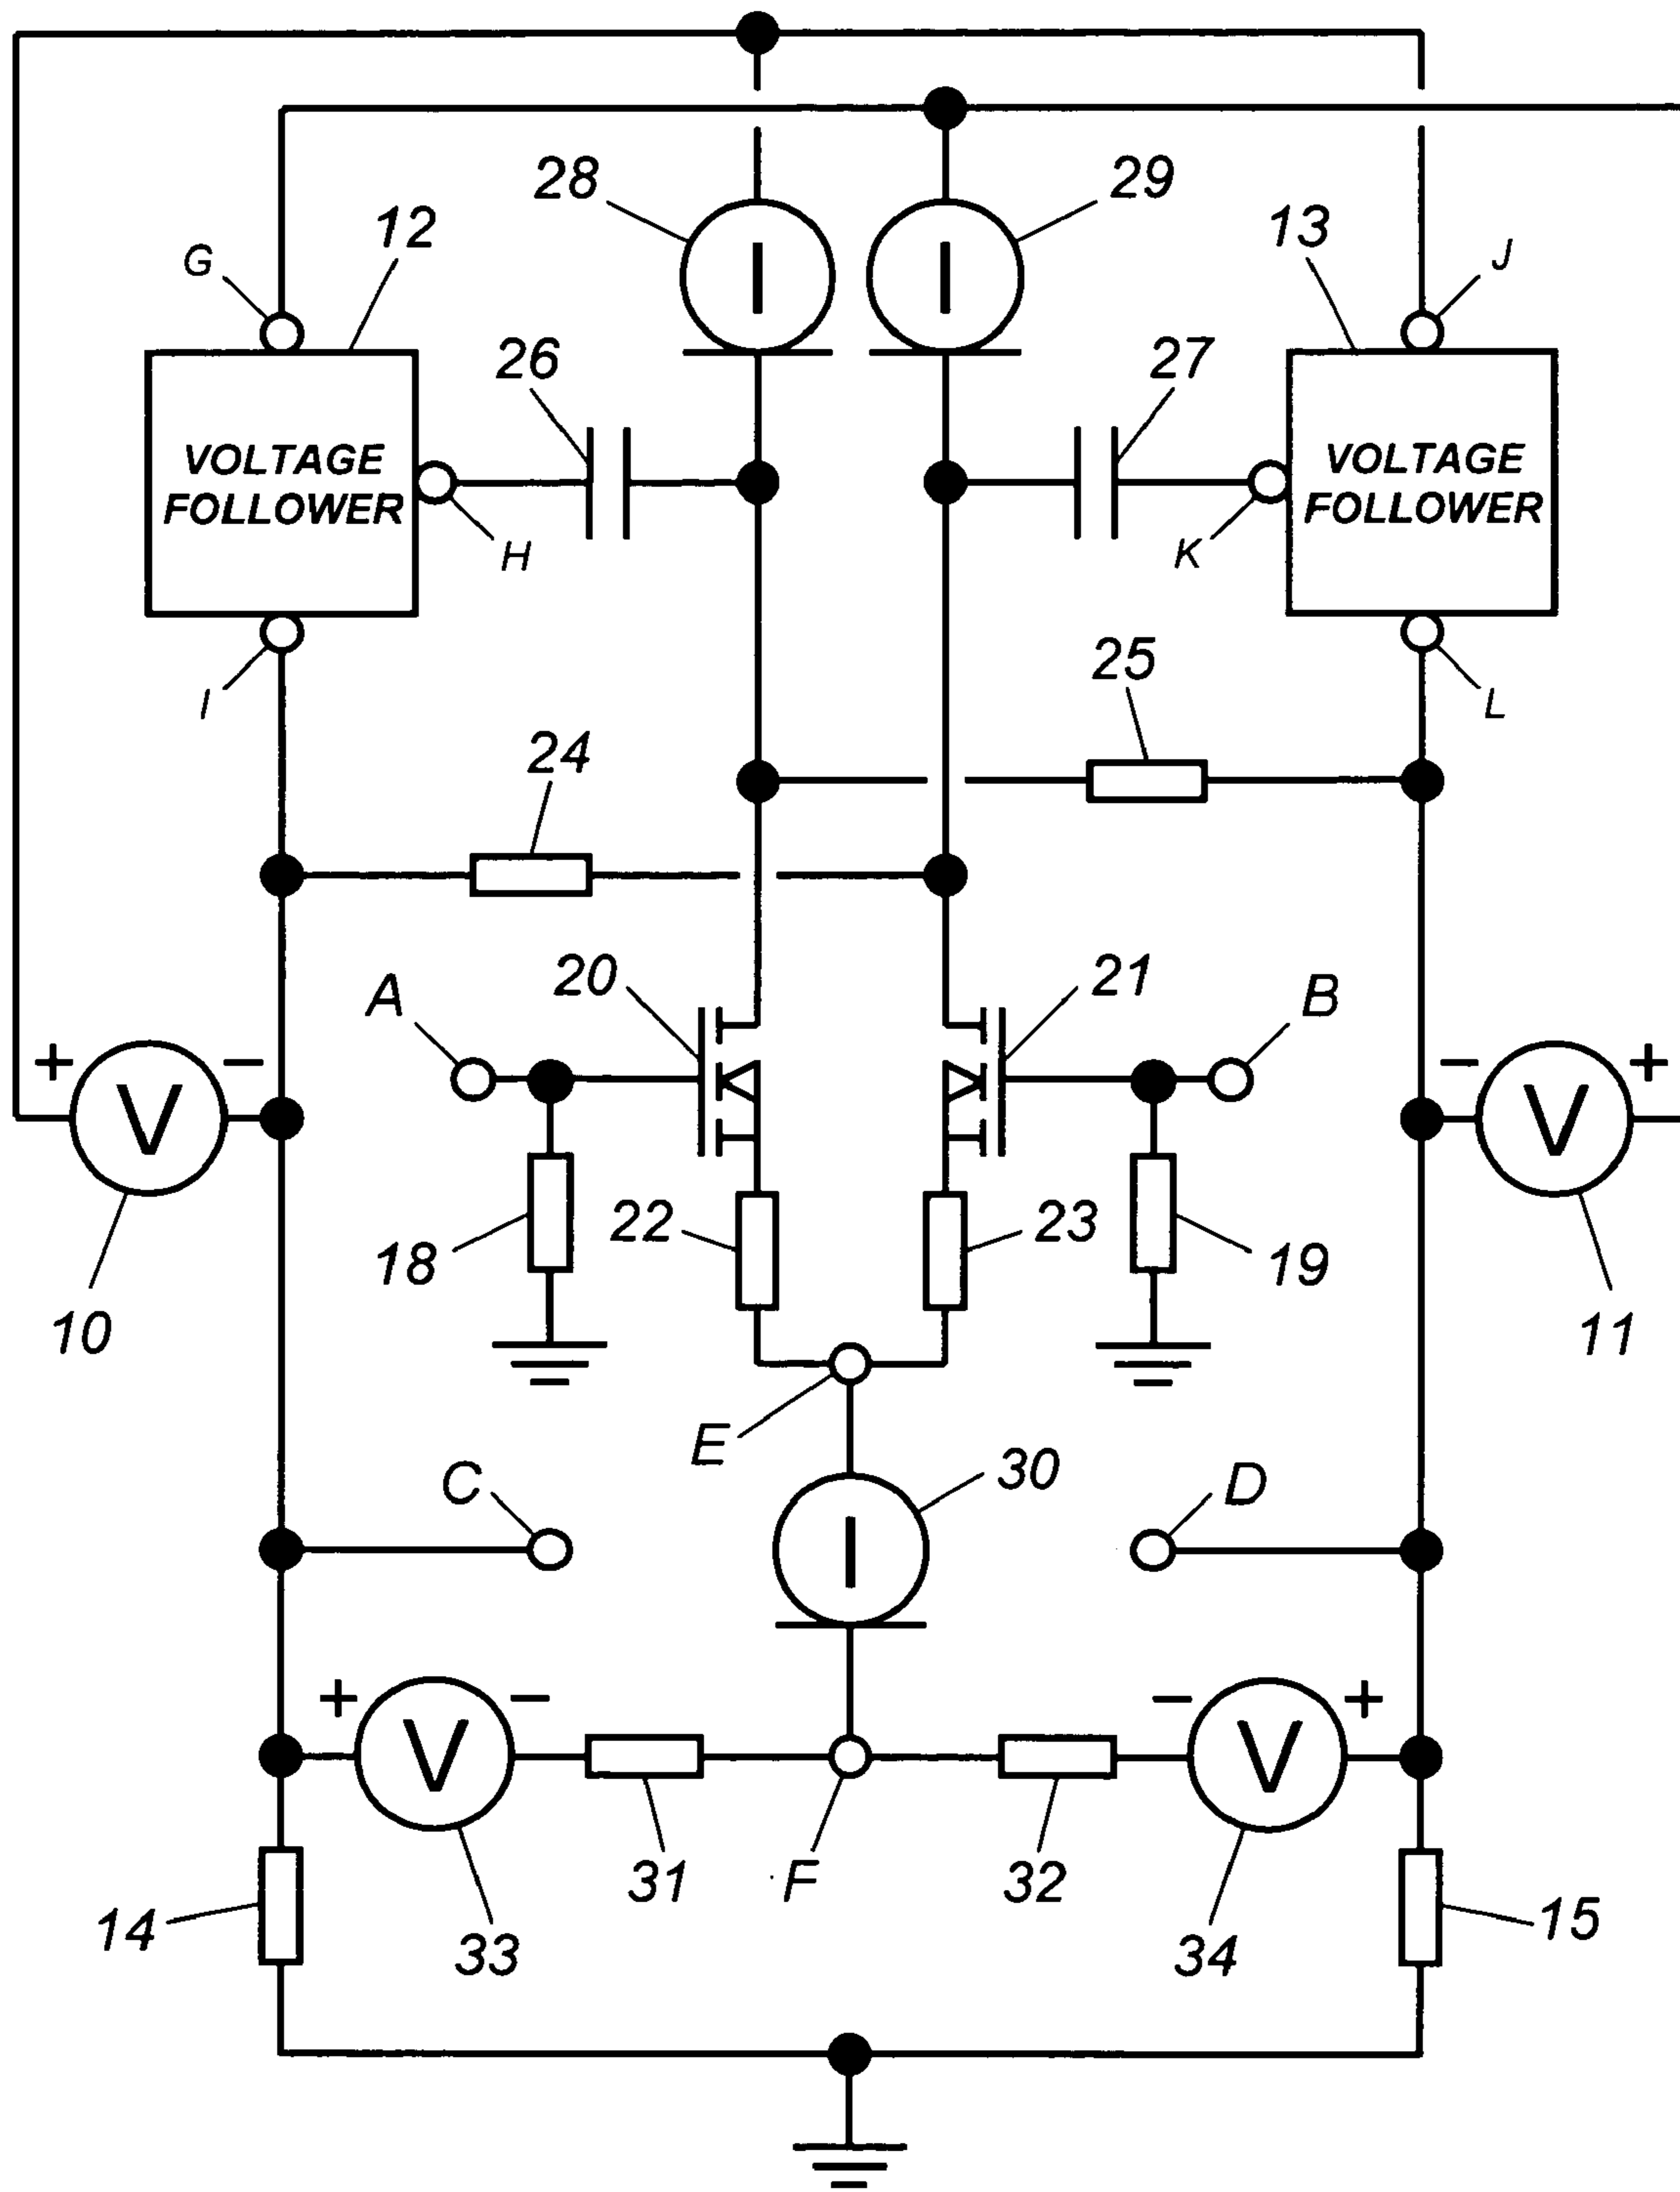 28
29
12
13
G
J
26
27
VOLTAGE
FOLLOWER
VOLTAGE
FOLLOWER
H
K
I
L
25
24
20
21
A
B
+
−
−
+
V
V
22
23
18
19
10
11
E
C
30
D
I
I
I
+
−
−
+
V
V
31
F
32
14
33
34
15